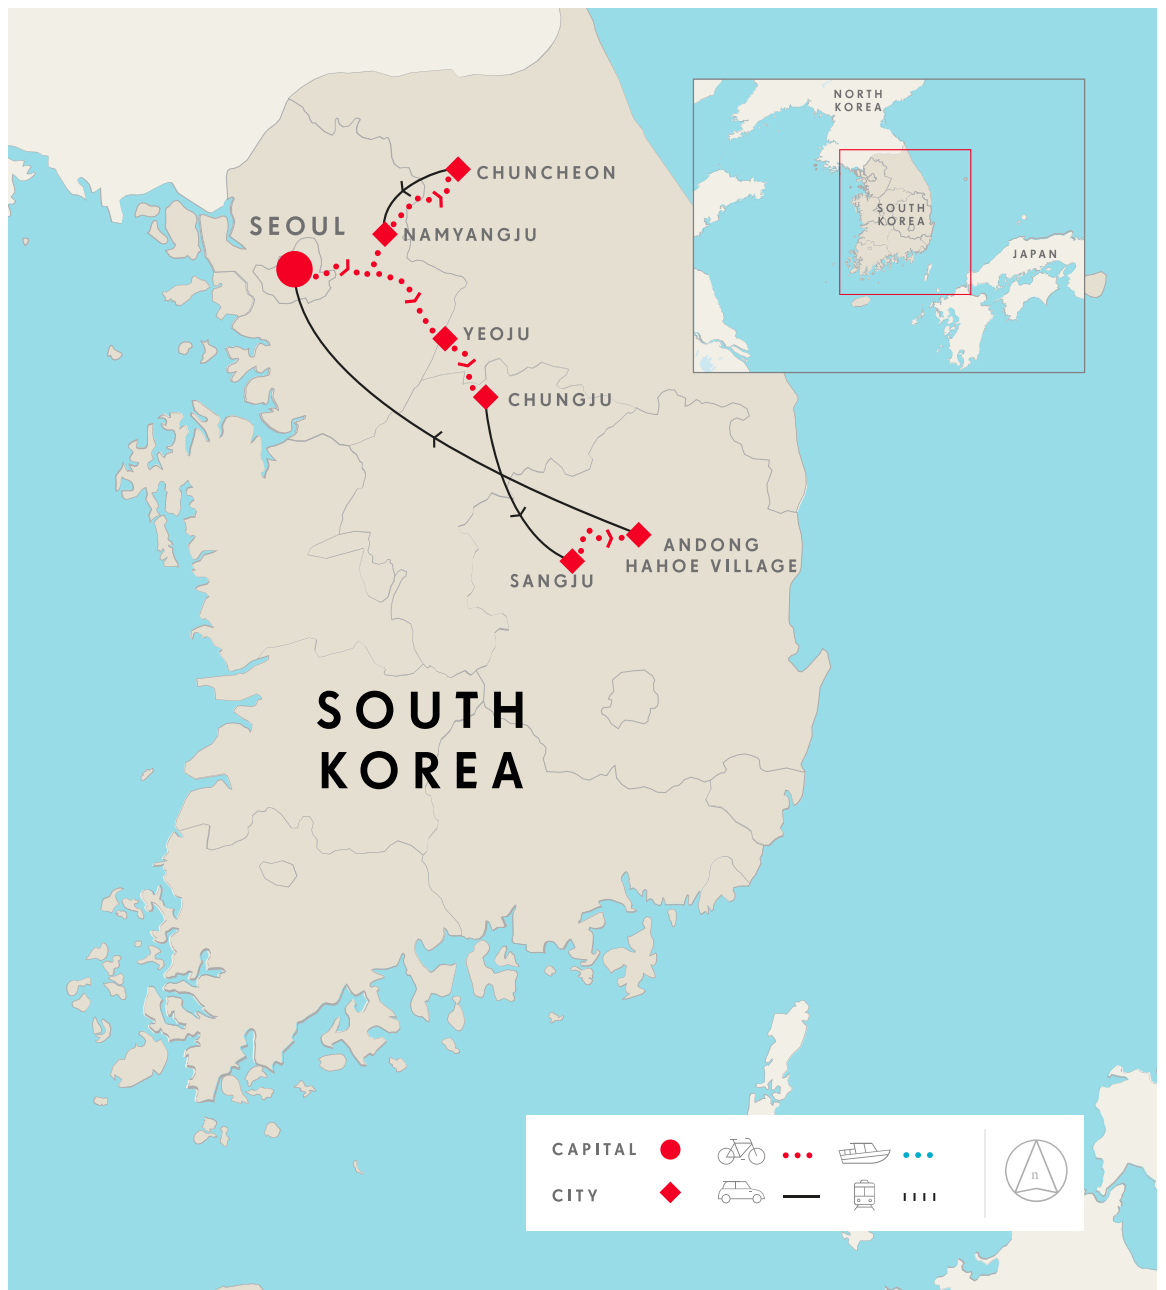 NORTH
KOREA
SOUTH
KOREA
JAPAN
CHUNCHEON
SEOUL
NAMYANGJU
YEOJU
CHUNGJU
ANDONG
HAHOE VILLAGE
SANGJU
SOUTH
KOREA
CAPITAL
CITY
n